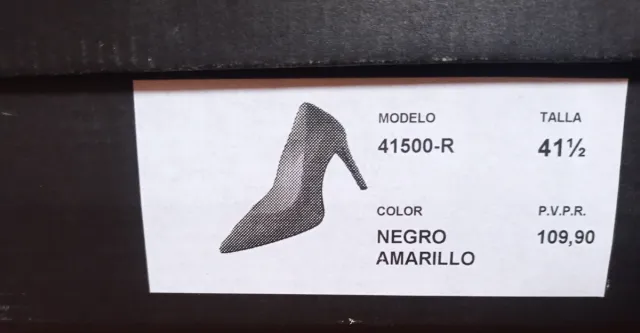 MODELO TALLA
41500-R 41½
COLOR P.V.P.R.
NEGRO 109,90
AMARILLO